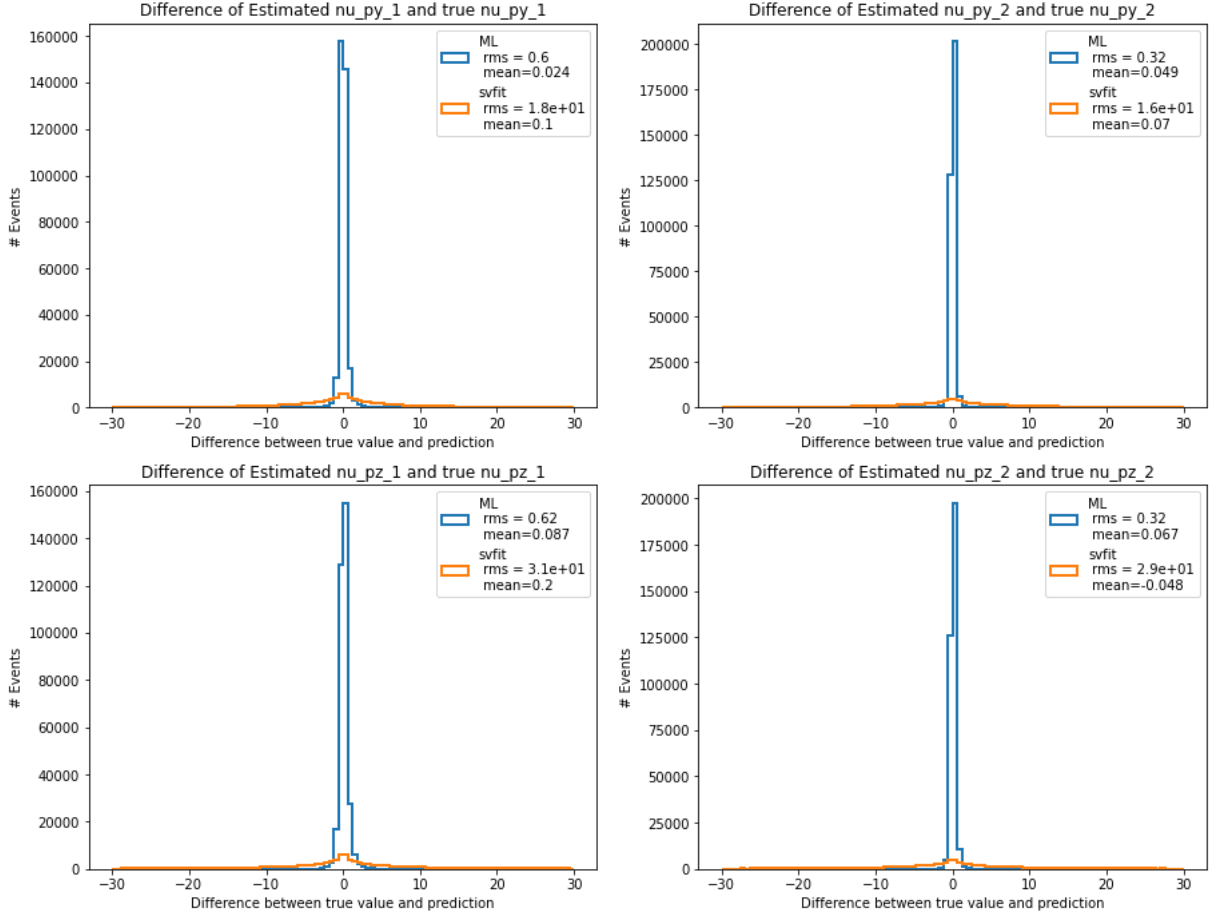 Difference of Estimated nu_py_1 and true nu_py_1
160000
140000
120000
100000
80000
60000
40000
20000
0
# Events
ML
rms = 0.6
mean=0.024
svfit
rms = 1.8e+01
mean=0.1
−30
−20
−10
0
10
20
30
Difference between true value and prediction
Difference of Estimated nu_py_2 and true nu_py_2
200000
175000
150000
125000
100000
75000
50000
25000
0
# Events
ML
rms = 0.32
mean=0.049
svfit
rms = 1.6e+01
mean=0.07
−30
−20
−10
0
10
20
30
Difference between true value and prediction
Difference of Estimated nu_pz_1 and true nu_pz_1
160000
140000
120000
100000
80000
60000
40000
20000
0
# Events
ML
rms = 0.62
mean=0.087
svfit
rms = 3.1e+01
mean=0.2
−30
−20
−10
0
10
20
30
Difference between true value and prediction
Difference of Estimated nu_pz_2 and true nu_pz_2
200000
175000
150000
125000
100000
75000
50000
25000
0
# Events
ML
rms = 0.32
mean=0.067
svfit
rms = 2.9e+01
mean=-0.048
−30
−20
−10
0
10
20
30
Difference between true value and prediction